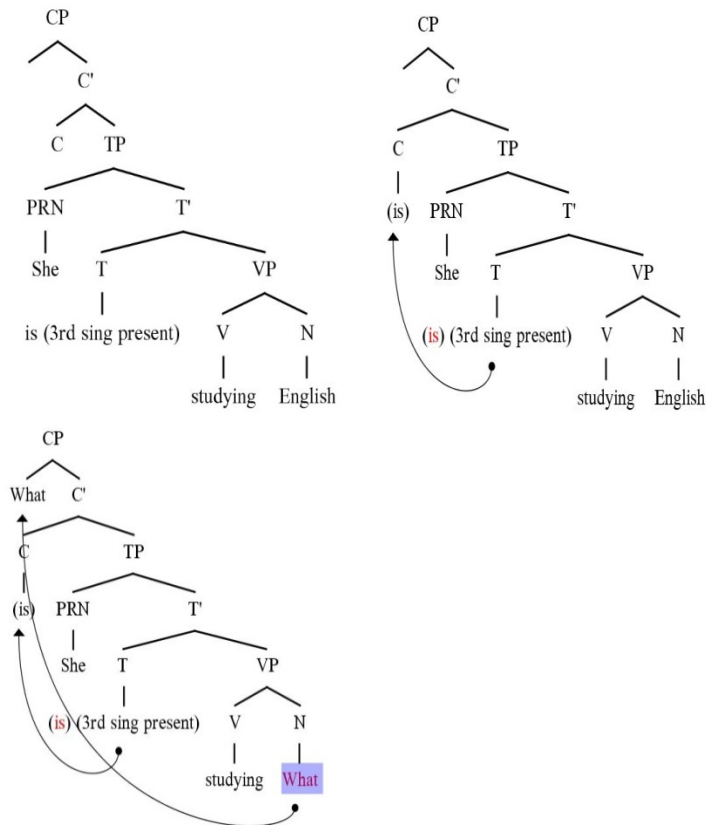 CP
C'
C TP
PRN T'
She T VP
is (3rd sing present) V N
studying English
CP
C'
C TP
(is) PRN T'
She T VP
(is) (3rd sing present) V N
studying English
CP
What C'
C TP
(is) PRN T'
She T VP
(is) (3rd sing present) V N
studying What